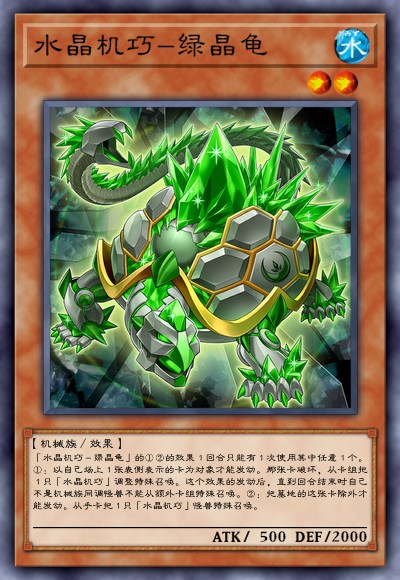 水晶机巧-绿晶龟
水
【机械族/效果】
「水晶机巧-绿晶龟」的①②的效果1回合只能有1次使用其中任意1个。
①：以自己场上1张表侧表示的卡为对象才能发动。那张卡破坏，从卡组把
1只「水晶机巧」调整特殊召唤。这个效果的发动后，直到回合结束时自己
不是机械族同调怪兽不能从额外卡组特殊召唤。②：把墓地的这张卡除外才
能发动。从手卡把1只「水晶机巧」怪兽特殊召唤。
ATK/ 500 DEF/2000